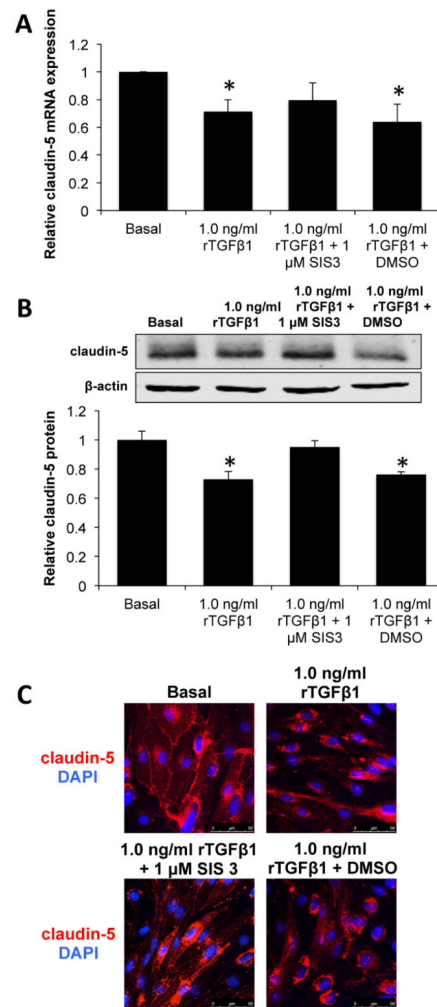 A
Relative claudin-5 mRNA expression
1.2
1
0.8
0.6
0.4
0.2
0
*
*
Basal
1.0 ng/ml
rTGFβ1
1.0 ng/ml
rTGFβ1 + 1
µM SIS3
1.0 ng/ml
rTGFβ1 +
DMSO
B
Basal
1.0 ng/ml
rTGFβ1
1.0 ng/ml
rTGFβ1 +
1 µM SIS3
1.0 ng/ml
rTGFβ1 +
DMSO
claudin-5
β-actin
Relative claudin-5 protein
1.2
1
0.8
0.6
0.4
0.2
0
*
*
Basal
1.0 ng/ml
rTGFβ1
1.0 ng/ml
rTGFβ1 + 1
µM SIS3
1.0 ng/ml
rTGFβ1 +
DMSO
C
Basal
1.0 ng/ml
rTGFβ1
claudin-5
DAPI
1.0 ng/ml rTGFβ1
+ 1 µM SIS 3
1.0 ng/ml
rTGFβ1 + DMSO
claudin-5
DAPI